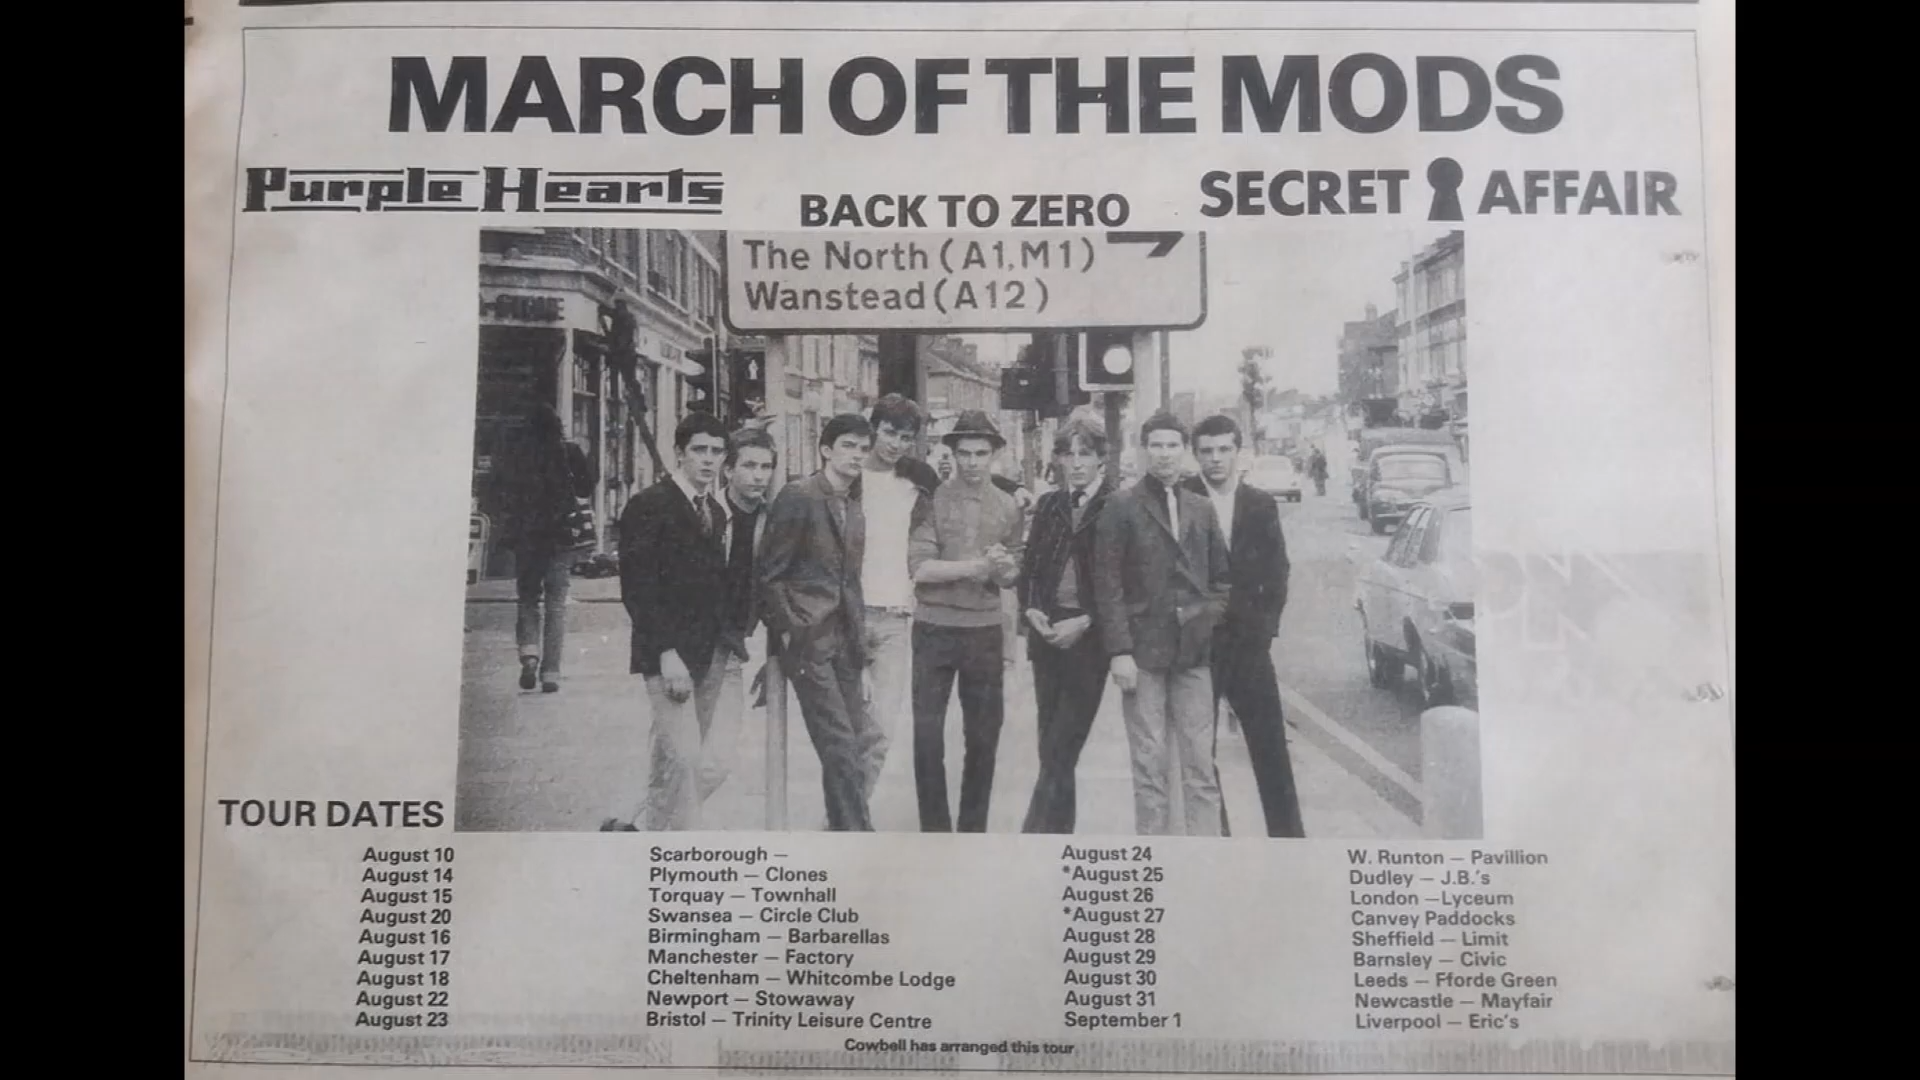 MARCH OF THE MODS
Purple Hearts
BACK TO ZERO
SECRET AFFAIR
The North (A1,M1)
Wanstead (A12)
TOUR DATES
August 10 Scarborough –
August 14 Plymouth – Clones
August 15 Torquay – Townhall
August 20 Swansea – Circle Club
August 16 Birmingham – Barbarellas
August 17 Manchester – Factory
August 18 Cheltenham – Whitcombe Lodge
August 22 Newport – Stowaway
August 23 Bristol – Trinity Leisure Centre
August 24 W. Runton – Pavillion
*August 25 Dudley – J.B.'s
August 26 London –Lyceum
*August 27 Canvey Paddocks
August 28 Sheffield – Limit
August 29 Barnsley – Civic
August 30 Leeds – Fforde Green
August 31 Newcastle – Mayfair
September 1 Liverpool – Eric's
Cowbell has arranged this tour